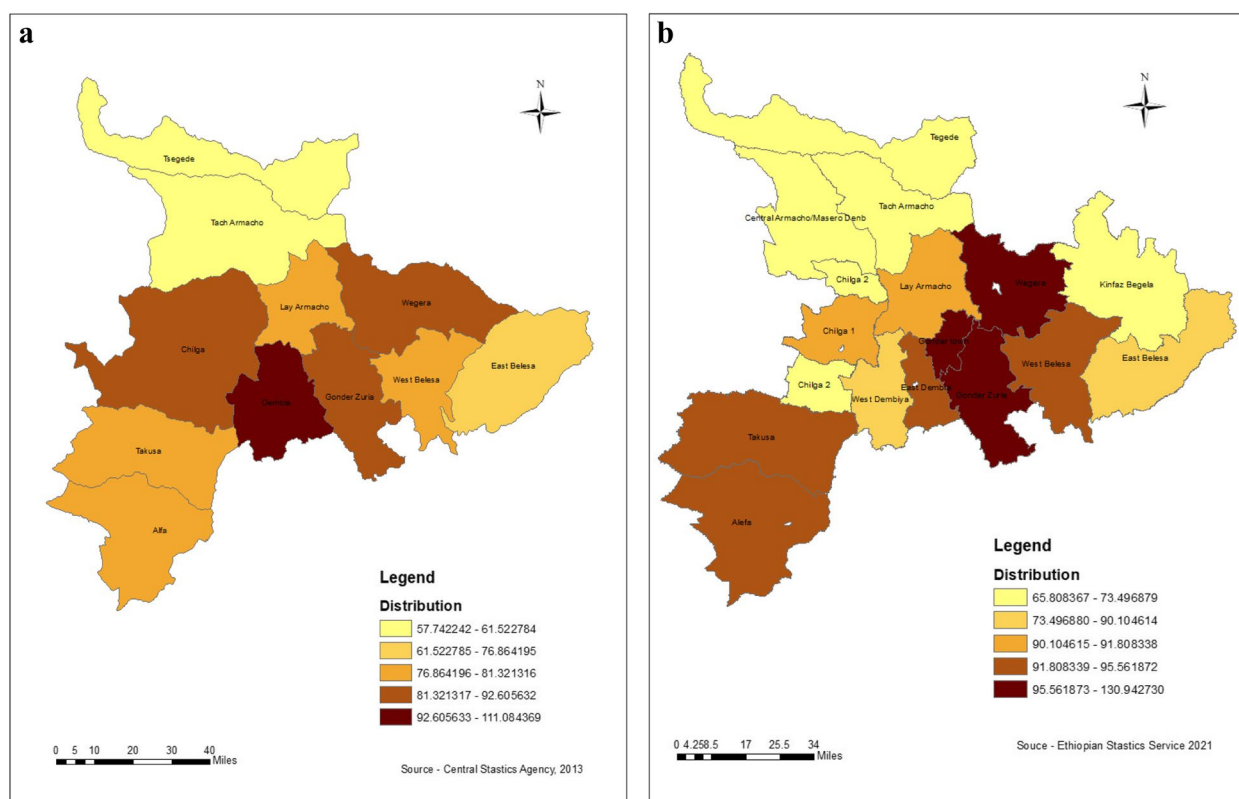 a
N
Tsegede
Tach Armacho
Lay Armacho
Wegera
Chilga
East Belesa
West Belesa
Gonder Zuria
Takusa
Alfa
Legend
Distribution
57.742242 - 61.522784
61.522785 - 76.864195
76.864196 - 81.321316
81.321317 - 92.605632
92.605633 - 111.084369
0 5 10 20 30 40
Miles
Source - Central Stastics Agency, 2013
b
N
Tegede
Central Armacho/Masero Denb
Tach Armacho
Chilga 2
Lay Armacho
Wegera
Kinfaz Begela
Chilga 1
East Belesa
West Belesa
Chilga 2
West Dembiya
East Dembia
Gonder Zuria
Takusa
Alefa
Legend
Distribution
65.808367 - 73.496879
73.496880 - 90.104614
90.104615 - 91.808338
91.808339 - 95.561872
95.561873 - 130.942730
0 4.25 8.5 17 25.5 34
Miles
Souce - Ethiopian Stastics Service 2021